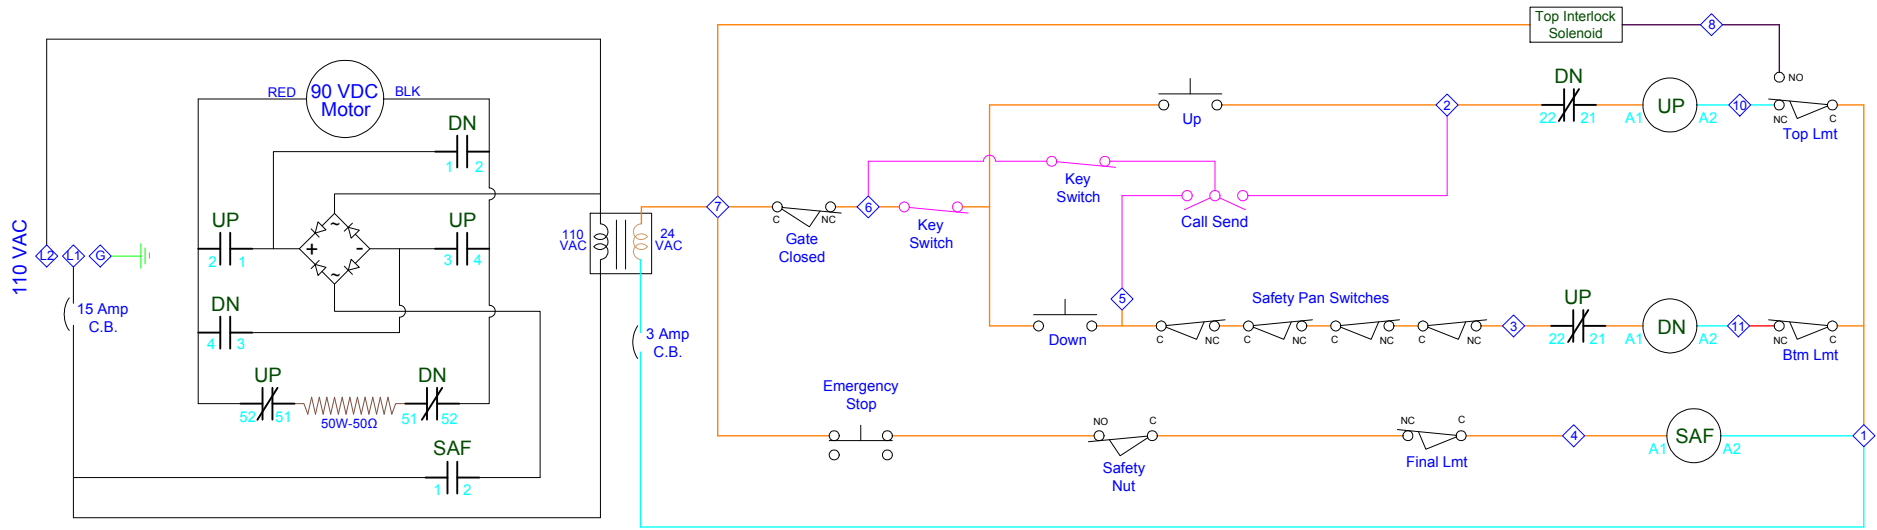 Top Interlock
Solenoid
8
NO
90 VDC
Motor
RED
BLK
DN
1
2
Up
2
DN
22
21
A1
UP
A2
10
NC
C
Top Lmt
Key
Switch
Call Send
7
C
NC
Gate
Closed
6
Key
Switch
UP
2
1
+
-
~
~
UP
3
4
110
VAC
24
VAC
110 VAC
L2
L1
G
15 Amp
C.B.
DN
4
3
3 Amp
C.B.
5
Down
Safety Pan Switches
C
NC
C
NC
C
NC
C
NC
3
UP
22
21
A1
DN
A2
11
NC
C
Btm Lmt
UP
52
51
50W-50Ω
DN
51
52
SAF
1
2
Emergency
Stop
NO
C
Safety
Nut
NC
C
Final Lmt
4
A1
SAF
A2
1